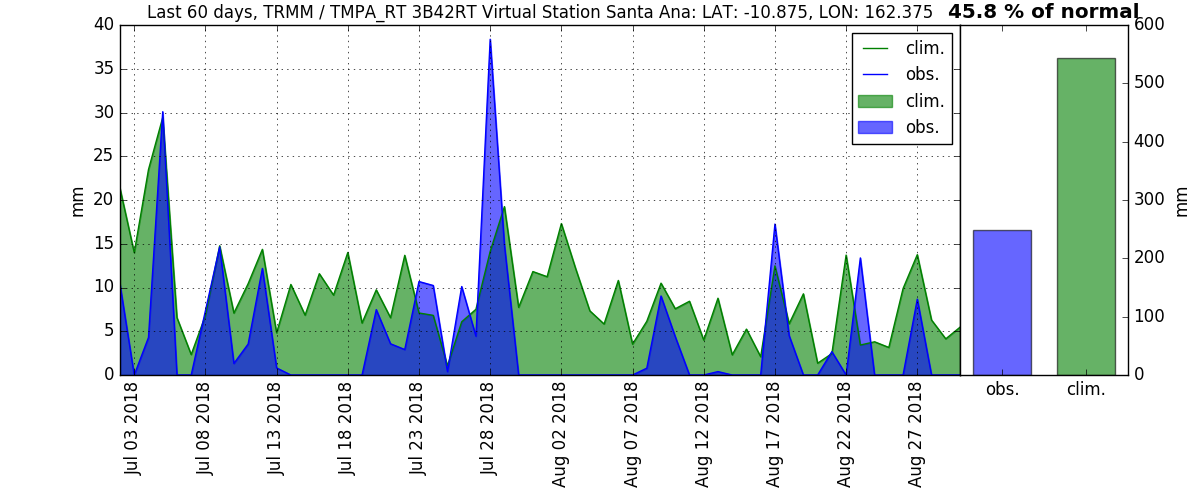 Last 60 days, TRMM / TMPA_RT 3B42RT Virtual Station Santa Ana: LAT: -10.875, LON: 162.375
45.8 % of normal
40
35
30
25
20
15
10
5
0
mm
clim.
obs.
clim.
obs.
Jul 03 2018
Jul 08 2018
Jul 13 2018
Jul 18 2018
Jul 23 2018
Jul 28 2018
Aug 02 2018
Aug 07 2018
Aug 12 2018
Aug 17 2018
Aug 22 2018
Aug 27 2018
600
500
400
300
200
100
0
mm
obs.
clim.